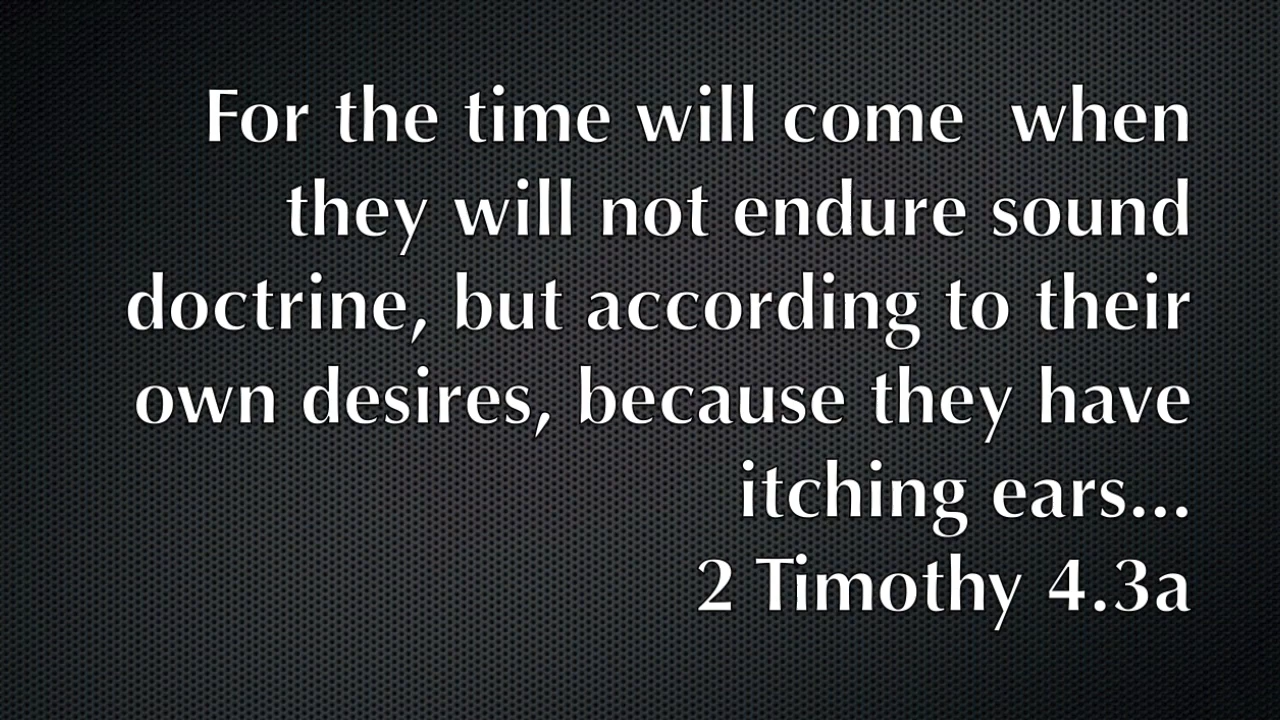 For the time will come  when
they will not endure sound
doctrine, but according to their
own desires, because they have
itching ears...
2 Timothy 4.3a